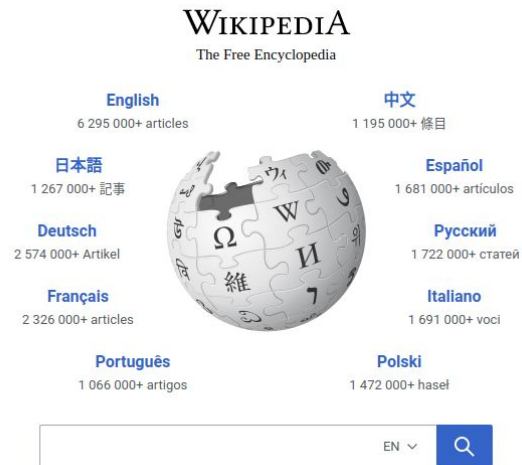 WIKIPEDIA
The Free Encyclopedia
English
6 295 000+ articles
中文
1 195 000+ 條目
日本語
1 267 000+ 記事
Español
1 681 000+ artículos
Deutsch
2 574 000+ Artikel
Русский
1 722 000+ статей
Français
2 326 000+ articles
Italiano
1 691 000+ voci
Português
1 066 000+ artigos
Polski
1 472 000+ haseł
ウィ
Ω
W
И
維
EN